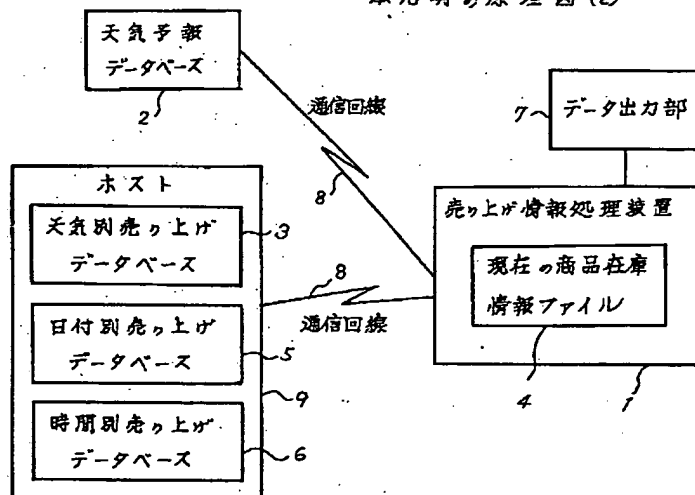 本発明の原理図(2)
天気予報
データベース
2
通信回線
8
7
データ出力部
ホスト
天気別売り上げ
データベース
3
日付別売り上げ
データベース
5
時間別売り上げ
データベース
6
9
8
通信回線
売り上げ情報処理装置
現在の商品在庫
情報ファイル
4
1